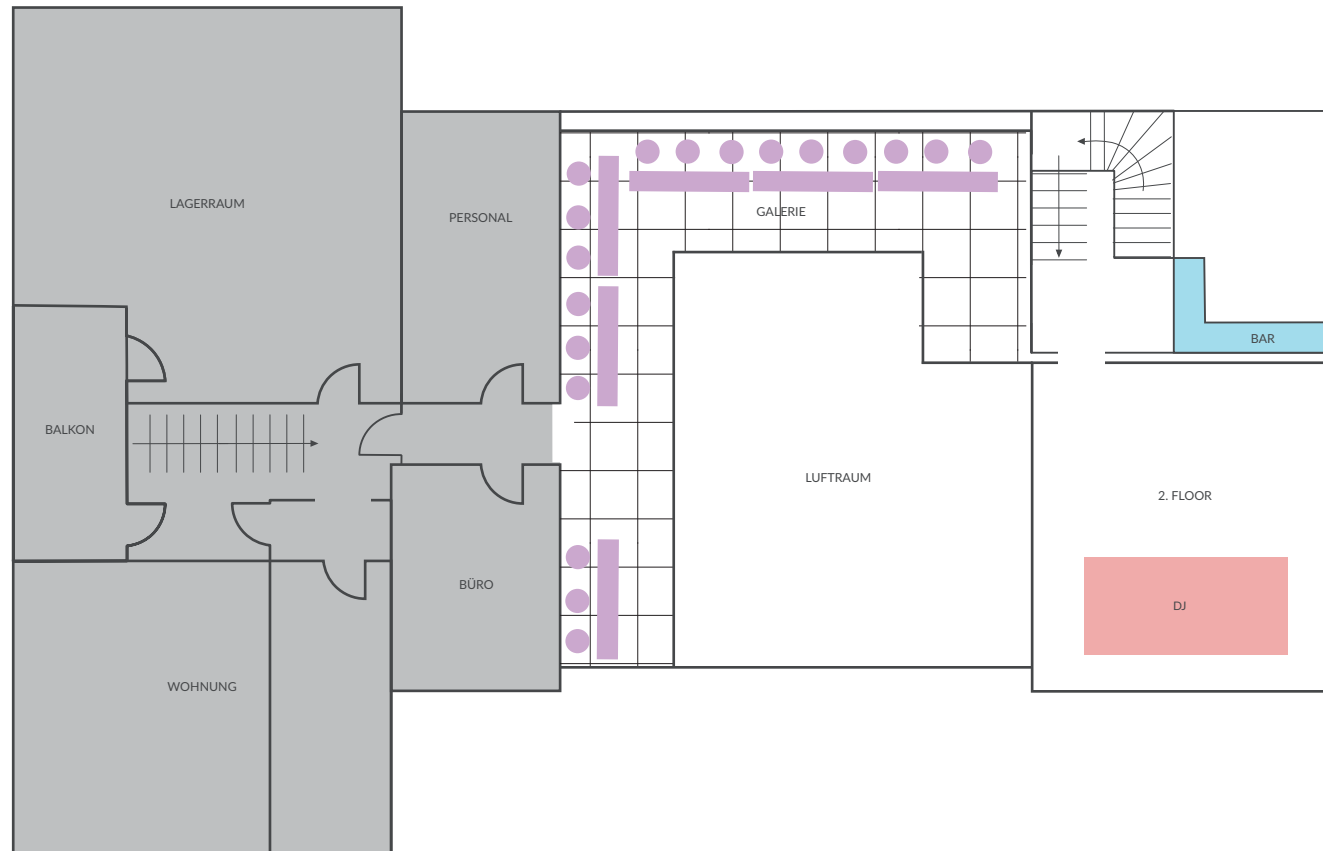 LAGERRAUM
PERSONAL
GALERIE
BAR
BALKON
LUFTRAUM
2. FLOOR
BÜRO
DJ
WOHNUNG